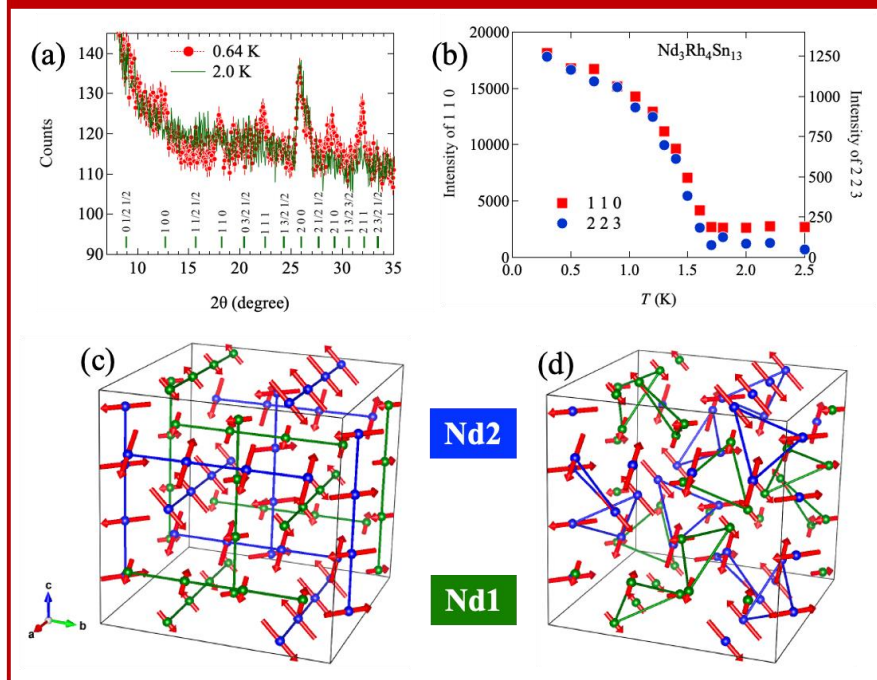 (a)
0.64 K
2.0 K
145
140
130
120
110
100
90
Counts
0 1/2 1/2
1 0 0
1 1/2 1/2
1 1 0
0 3/2 1/2
1 1 1
1 3/2 1/2
2 0 0
2 1/2 1/2
2 1 0
1 3/2 3/2
2 1 1
2 3/2 1/2
10
15
20
25
30
35
2θ (degree)
(b)
Nd3Rh4Sn13
20000
15000
10000
5000
0
Intensity of 1 1 0
1250
1000
750
500
250
0
Intensity of 2 2 3
1 1 0
2 2 3
0.0
0.5
1.0
1.5
2.0
2.5
T (K)
(c)
(d)
Nd2
Nd1
c
a
b